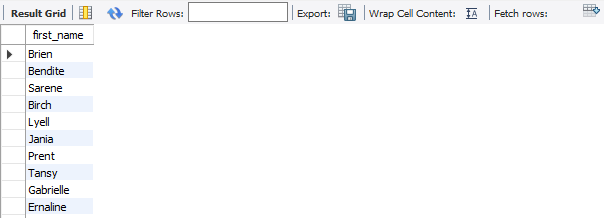 Result Grid Filter Rows: Export: Wrap Cell Content: IA Fetch rows:
first_name
Brien
Bendite
Sarene
Birch
Lyell
Jania
Prent
Tansy
Gabrielle
Ernaline